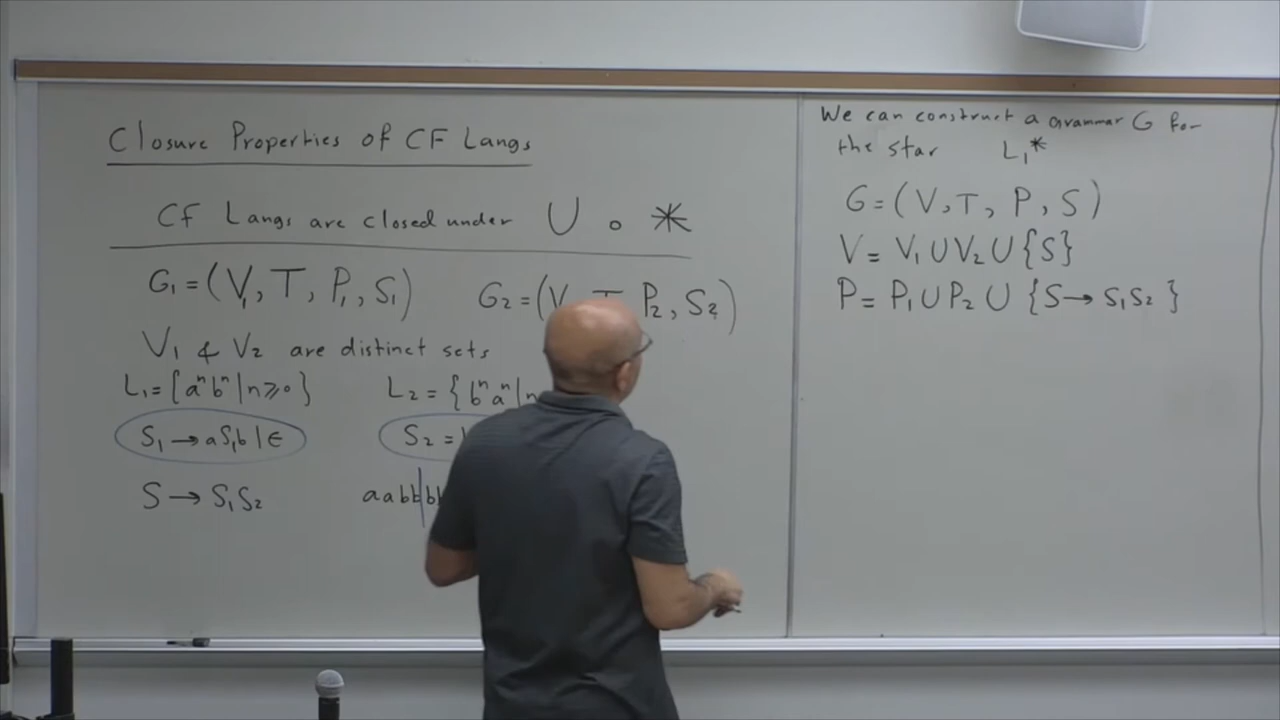 Closure Properties of CF Langs
CF Langs are closed under ∪ ∘ *
G₁=(V₁, T, P₁, S₁) G₂=(V T P₂, S₂)
V₁ & V₂ are distinct sets
L₁={aⁿbⁿ|n⩾0} L₂={bⁿaⁿ|n
S₁→aS₁b|∈ S₂=
S→S₁S₂ aabb|b
We can construct a grammar G for
the star L₁*
G=(V,T, P, S)
V= V₁∪V₂∪{S}
P= P₁∪P₂∪{S→S₁S₂}